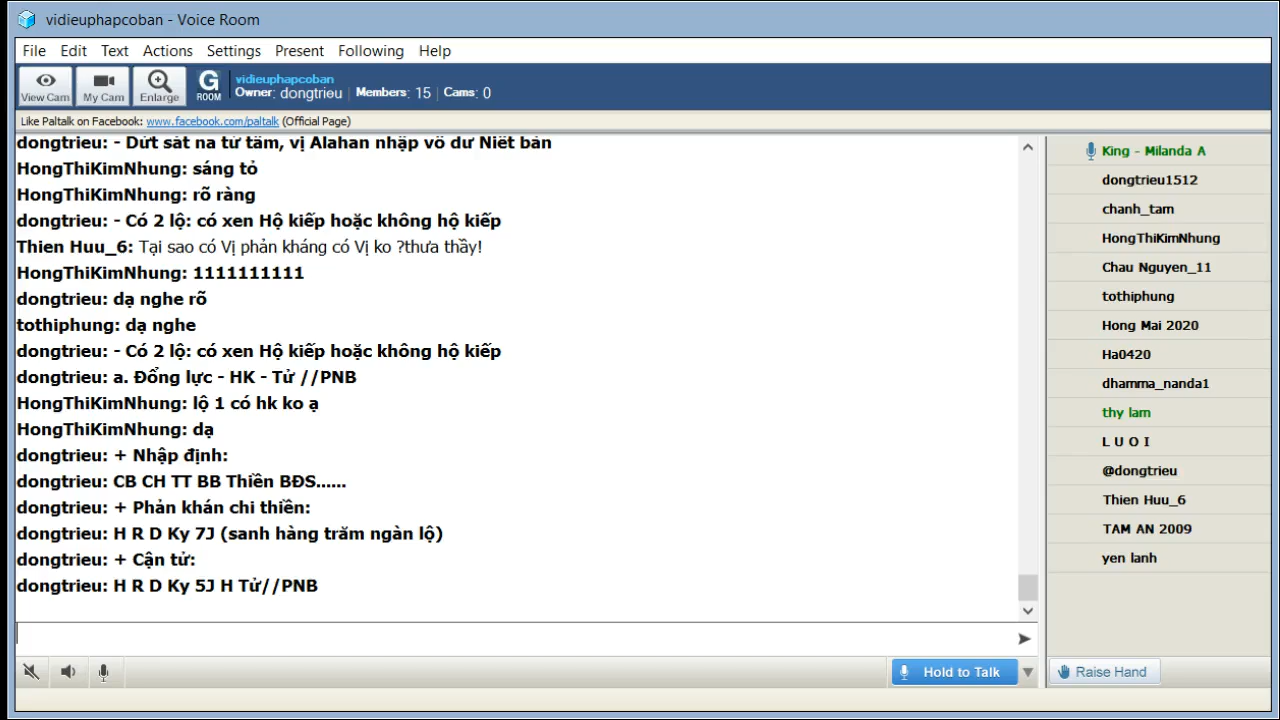 vidieuphapcoban - Voice Room
File Edit Text Actions Settings Present Following Help
View Cam My Cam Enlarge G ROOM vidieuphapcoban
Owner: dongtrieu Members: 15 Cams: 0
Like Paltalk on Facebook: www.facebook.com/paltalk (Official Page)
dongtrieu: - Dứt sát na tử tâm, vị Alahan nhập vô dư Niết bàn
HongThiKimNhung: sáng tỏ
HongThiKimNhung: rõ ràng
dongtrieu: - Có 2 lộ: có xen Hộ kiếp hoặc không hộ kiếp
Thien Huu_6: Tại sao có Vị phản kháng có Vị ko ?thưa thầy!
HongThiKimNhung: 1111111111
dongtrieu: dạ nghe rõ
tothiphung: dạ nghe
dongtrieu: - Có 2 lộ: có xen Hộ kiếp hoặc không hộ kiếp
dongtrieu: a. Đổng lực - HK - Tử //PNB
HongThiKimNhung: lộ 1 có hk ko ạ
HongThiKimNhung: dạ
dongtrieu: + Nhập định:
dongtrieu: CB CH TT BB Thiền BĐS......
dongtrieu: + Phản khán chi thiền:
dongtrieu: H R D Ky 7J (sanh hàng trăm ngàn lộ)
dongtrieu: + Cận tử:
dongtrieu: H R D Ky 5J H Tử//PNB
King - Milanda A
dongtrieu1512
chanh_tam
HongThiKimNhung
Chau Nguyen_11
tothiphung
Hong Mai 2020
Ha0420
dhamma_nanda1
thy lam
L U O I
@dongtrieu
Thien Huu_6
TAM AN 2009
yen lanh
Hold to Talk
Raise Hand